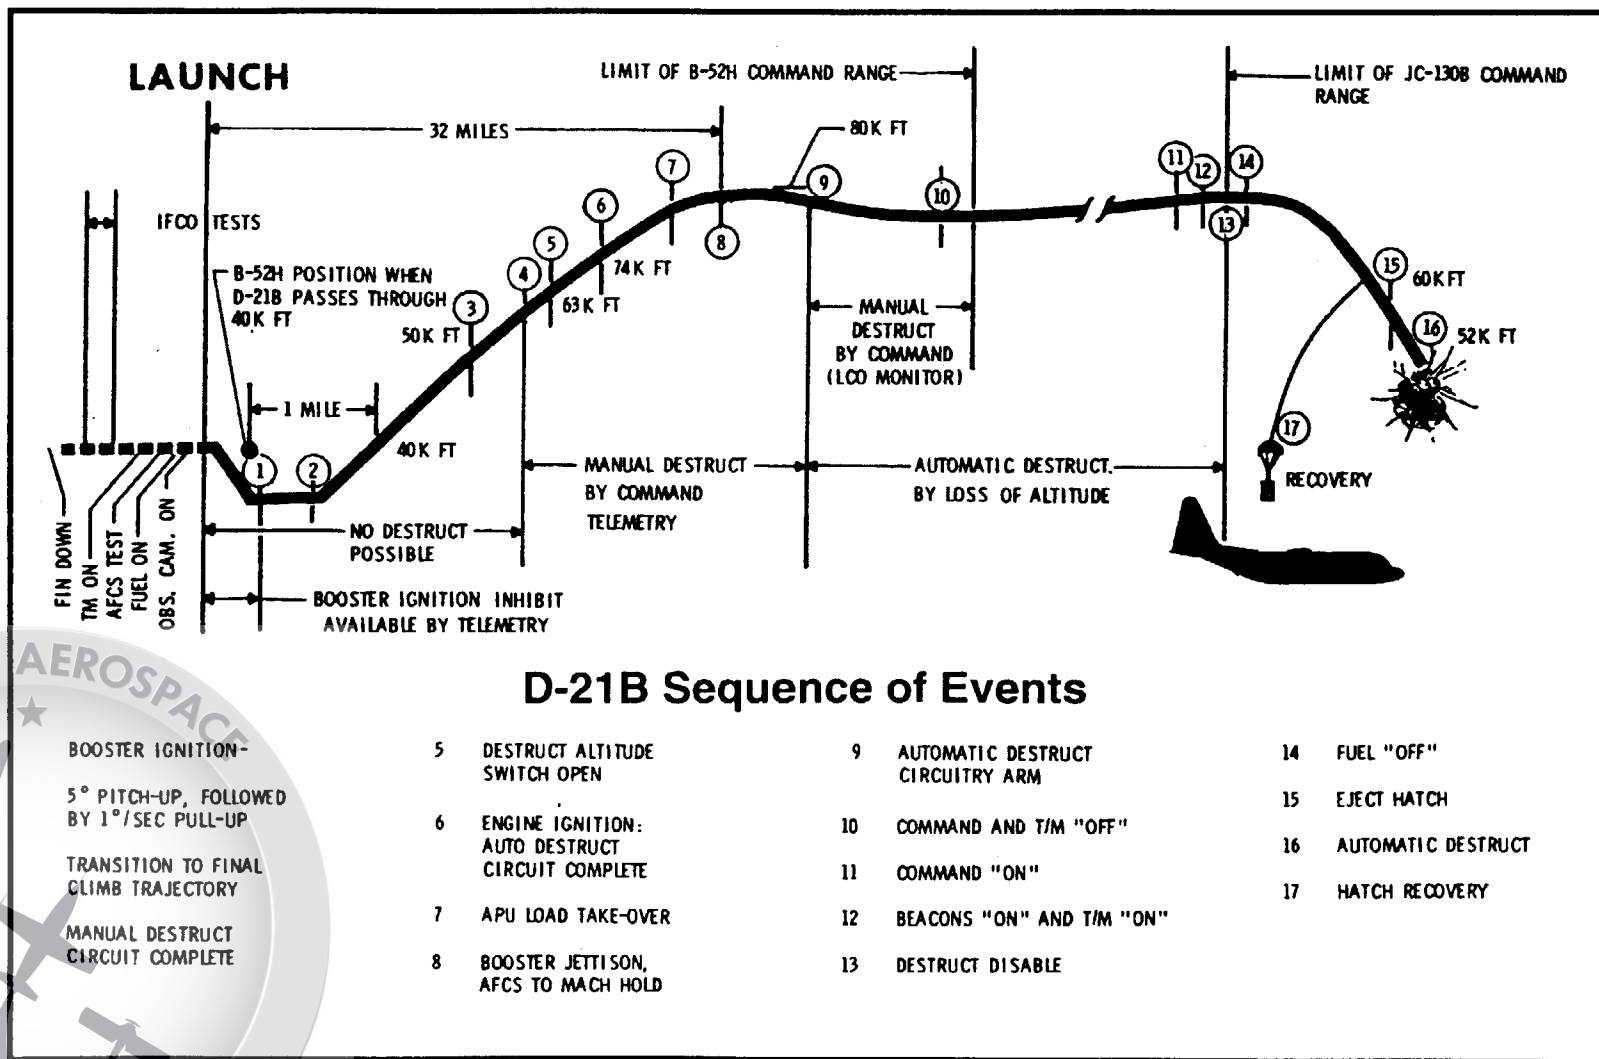 LAUNCH
LIMIT OF B-52H COMMAND RANGE
LIMIT OF JC-130B COMMAND
RANGE
32 MILES
80K FT
IFCO TESTS
B-52H POSITION WHEN
D-21B PASSES THROUGH
40K FT
1
2
3
4
5
6
7
8
9
10
11
12
13
14
15
16
17
50K FT
63K FT
74K FT
60K FT
52K FT
1 MILE
40K FT
MANUAL
DESTRUCT
BY COMMAND
(LCO MONITOR)
MANUAL DESTRUCT
BY COMMAND
TELEMETRY
AUTOMATIC DESTRUCT.
BY LOSS OF ALTITUDE
RECOVERY
NO DESTRUCT
POSSIBLE
BOOSTER IGNITION INHIBIT
AVAILABLE BY TELEMETRY
FIN DOWN
TM ON
AFCS TEST
FUEL ON
OBS. CAM. ON
AEROSPACE
D-21B Sequence of Events
BOOSTER IGNITION-
5° PITCH-UP, FOLLOWED
BY 1°/SEC PULL-UP
TRANSITION TO FINAL
CLIMB TRAJECTORY
MANUAL DESTRUCT
CIRCUIT COMPLETE
5 DESTRUCT ALTITUDE
SWITCH OPEN
6 ENGINE IGNITION:
AUTO DESTRUCT
CIRCUIT COMPLETE
7 APU LOAD TAKE-OVER
8 BOOSTER JETTISON,
AFCS TO MACH HOLD
9 AUTOMATIC DESTRUCT
CIRCUITRY ARM
10 COMMAND AND T/M "OFF"
11 COMMAND "ON"
12 BEACONS "ON" AND T/M "ON"
13 DESTRUCT DISABLE
14 FUEL "OFF"
15 EJECT HATCH
16 AUTOMATIC DESTRUCT
17 HATCH RECOVERY